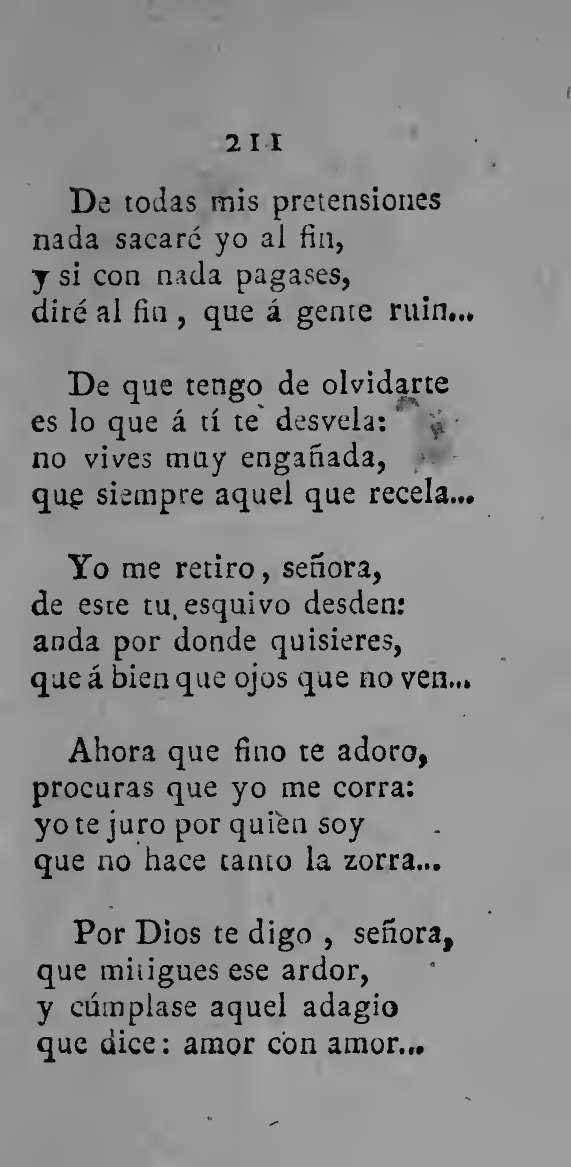 211
De todas mis pretensiones
nada sacaré yo al fin,
y si con nada pagases,
diré al fin, que á gente ruin...
De que tengo de olvidarte
es lo que á tí te desvela:
no vives muy engañada,
que siempre aquel que recela...
Yo me retiro, señora,
de este tu esquivo desden:
anda por donde quisieres,
que á bien que ojos que no ven...
Ahora que fino te adoro,
procuras que yo me corra:
yo te juro por quien soy
que no hace tanto la zorra...
Por Dios te digo, señora,
que mitigues ese ardor,
y cúmplase aquel adagio
que dice: amor con amor...